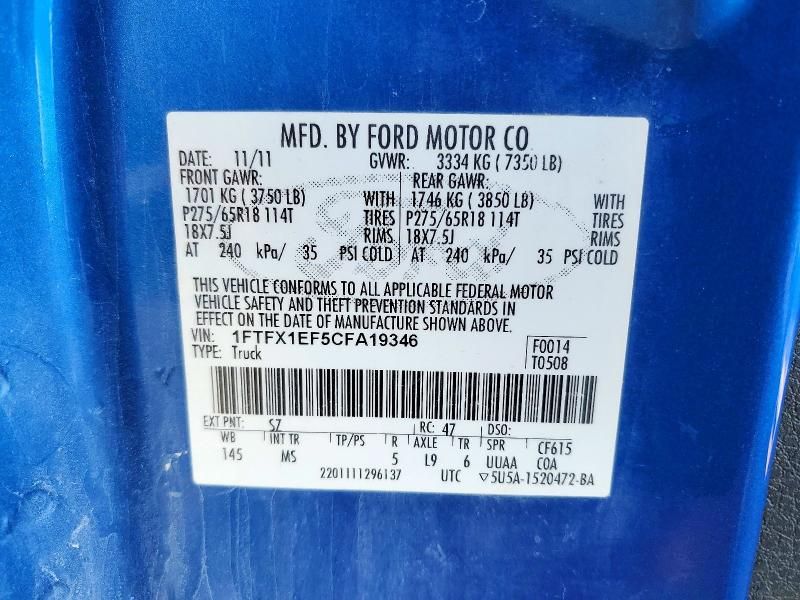 MFD. BY FORD MOTOR CO
DATE: 11/11 GVWR: 3334 KG ( 7350 LB)
FRONT GAWR: REAR GAWR:
1701 KG ( 3750 LB) WITH 1746 KG ( 3850 LB) WITH
P275/65R18 114T TIRES P275/65R18 114T TIRES
18X7.5J RIMS 18X7.5J RIMS
AT 240 kPa/ 35 PSI COLD AT 240 kPa/ 35 PSI COLD
THIS VEHICLE CONFORMS TO ALL APPLICABLE FEDERAL MOTOR
VEHICLE SAFETY AND THEFT PREVENTION STANDARDS IN
EFFECT ON THE DATE OF MANUFACTURE SHOWN ABOVE.
VIN: 1FTFX1EF5CFA19346 F0014
TYPE: Truck T0508
EXT PNT: SZ RC: 47 DSO:
WB INT TR TP/PS R AXLE TR SPR CF615
145 MS 5 L9 6 UUAA COA
2201111296137 UTC ▽5U5A-1520472-BA